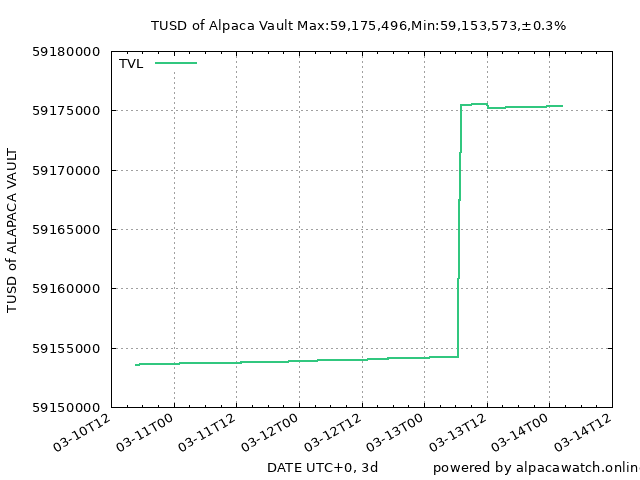 TUSD of Alpaca Vault Max:59,175,496,Min:59,153,573,±0.3%
TVL
59180000
59175000
59170000
59165000
59160000
59155000
59150000
TUSD of ALAPACA VAULT
03-10T12
03-11T00
03-11T12
03-12T00
03-12T12
03-13T00
03-13T12
03-14T00
03-14T12
DATE UTC+0, 3d
powered by alpacawatch.onlin